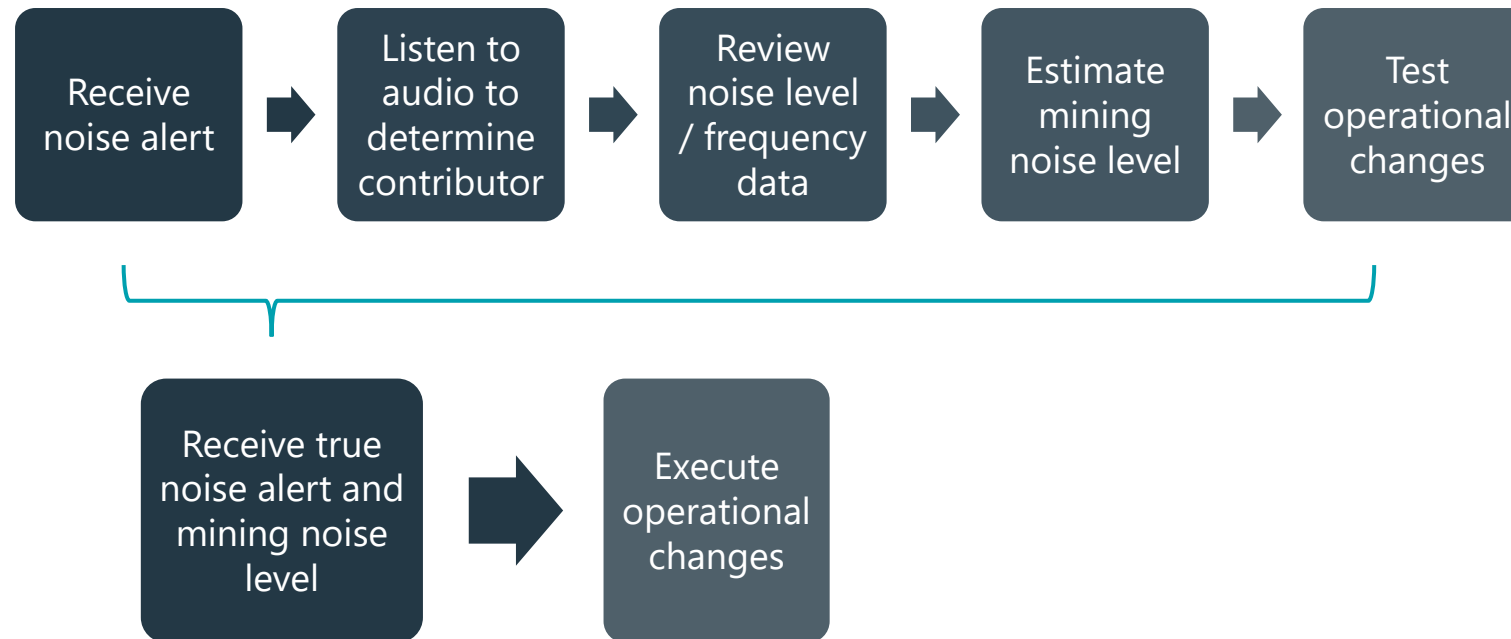 Receive
noise alert
Listen to
audio to
determine
contributor
Review
noise level
/ frequency
data
Estimate
mining
noise level
Test
operational
changes
Receive true
noise alert and
mining noise
level
Execute
operational
changes